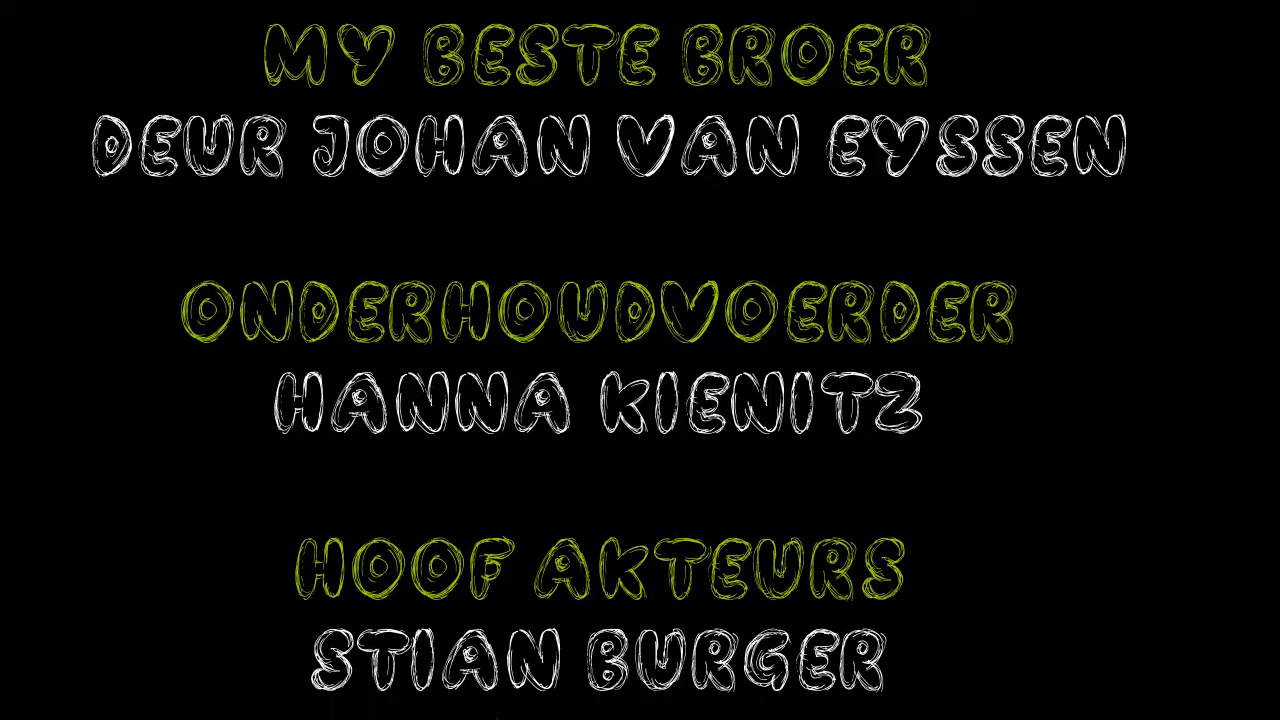 MY BESTE BROER
DEUR JOHAN VAN EYSSEN
ONDERHOUDVOERDER
HANNA KIENITZ
HOOF AKTEURS
STIAN BURGER